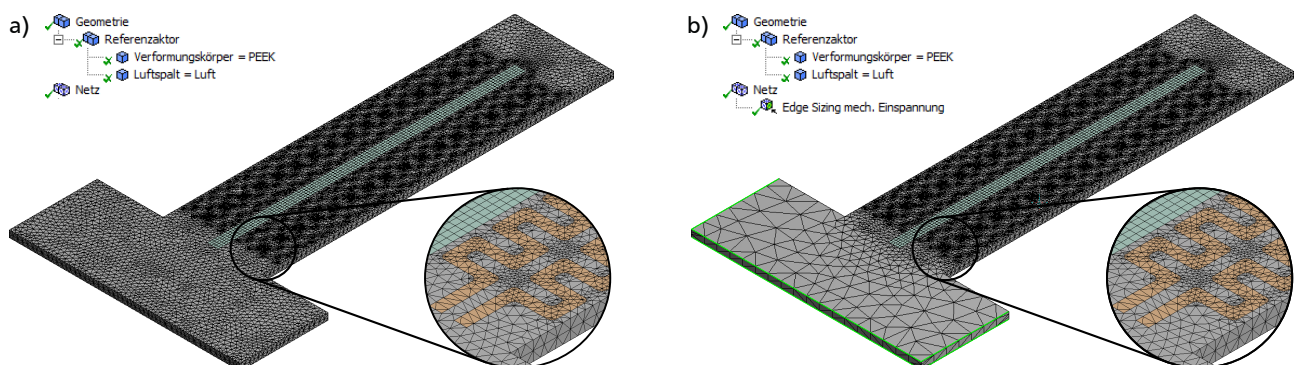 a)
Geometrie
Referenzaktor
Verformungskörper = PEEK
Luftspalt = Luft
Netz
b)
Geometrie
Referenzaktor
Verformungskörper = PEEK
Luftspalt = Luft
Netz
Edge Sizing mech. Einspannung